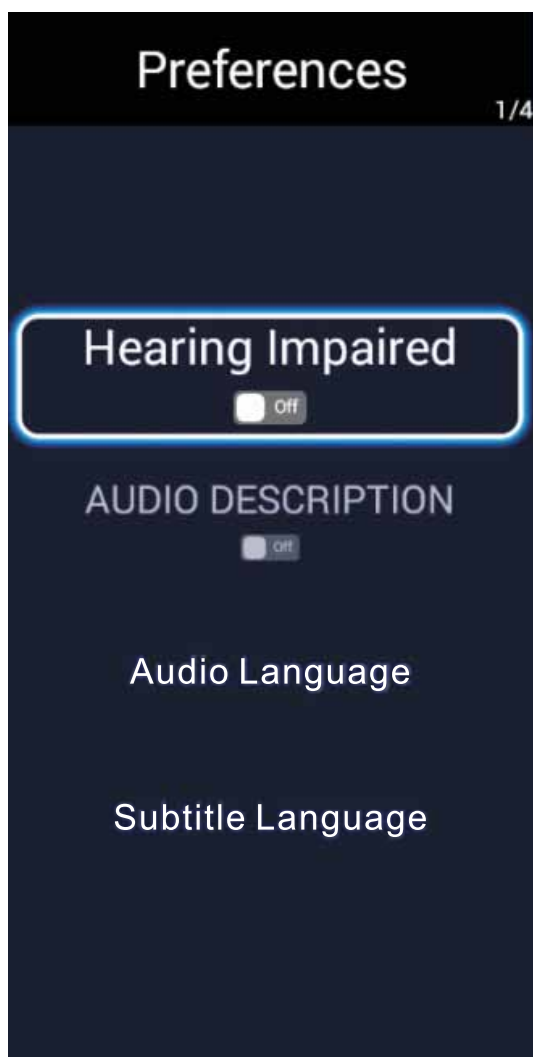 Preferences
1/4
Hearing Impaired
Off
AUDIO DESCRIPTION
Off
Audio Language
Subtitle Language